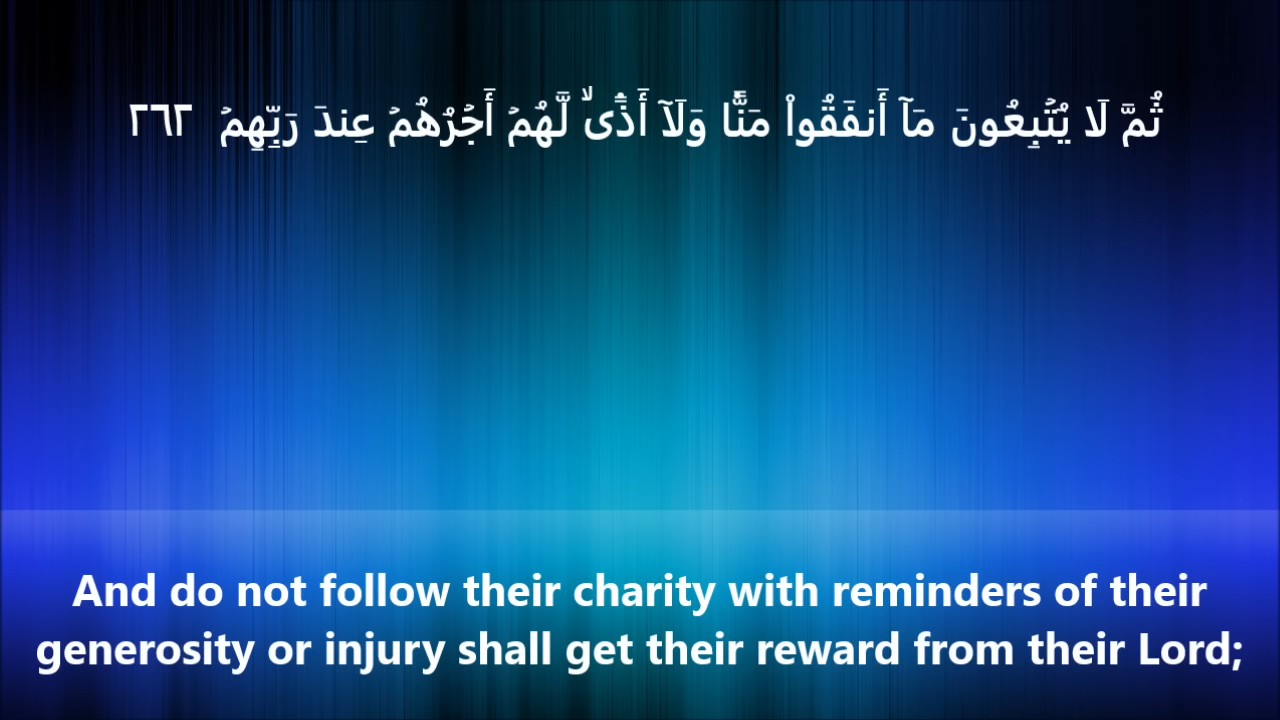 ثُمَّ لَا يُتۡبِعُونَ مَآ أَنفَقُواْ مَنّٗا وَلَآ أَذٗى لَّهُمۡ أَجۡرُهُمۡ عِندَ رَبِّهِمۡ ٢٦٢
And do not follow their charity with reminders of their
generosity or injury shall get their reward from their Lord;